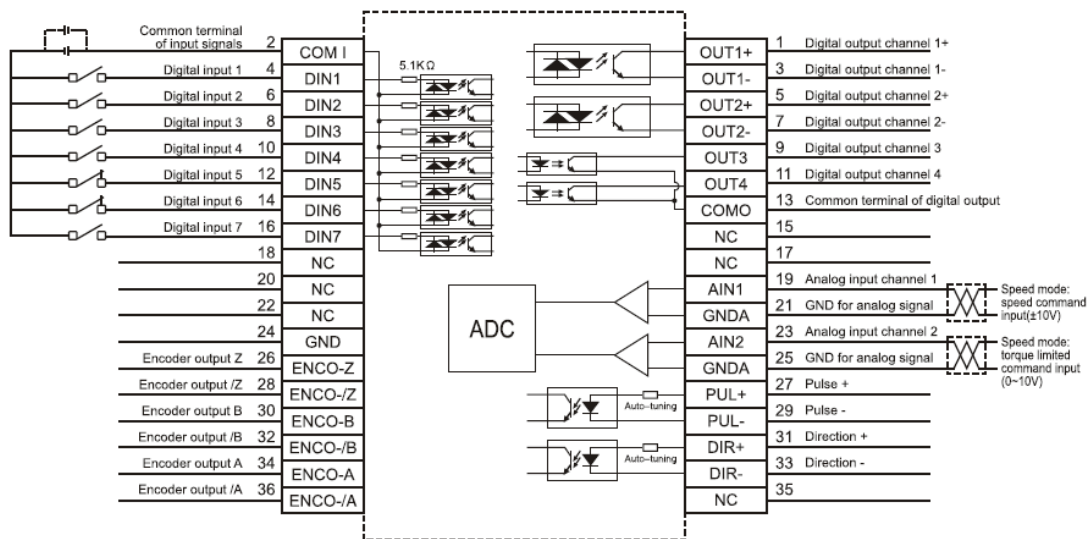 Common terminal
of input signals 2 COM I
Digital input 1 4 DIN1
Digital input 2 6 DIN2
Digital input 3 8 DIN3
Digital input 4 10 DIN4
Digital input 5 12 DIN5
Digital input 6 14 DIN6
Digital input 7 16 DIN7
18 NC
20 NC
22 NC
24 GND
Encoder output Z 26 ENCO-Z
Encoder output /Z 28 ENCO-/Z
Encoder output B 30 ENCO-B
Encoder output /B 32 ENCO-/B
Encoder output A 34 ENCO-A
Encoder output /A 36 ENCO-/A
5.1KΩ
ADC
Auto-tuning
Auto-tuning
OUT1+ 1 Digital output channel 1+
OUT1- 3 Digital output channel 1-
OUT2+ 5 Digital output channel 2+
OUT2- 7 Digital output channel 2-
OUT3 9 Digital output channel 3
OUT4 11 Digital output channel 4
COMO 13 Common terminal of digital output
NC 15
NC 17
AIN1 19 Analog input channel 1
GNDA 21 GND for analog signal
AIN2 23 Analog input channel 2
GNDA 25 GND for analog signal
PUL+ 27 Pulse +
PUL- 29 Pulse -
DIR+ 31 Direction +
DIR- 33 Direction -
NC 35
Speed mode:
speed command
input(±10V)
Speed mode:
torque limited
command input
(0~10V)